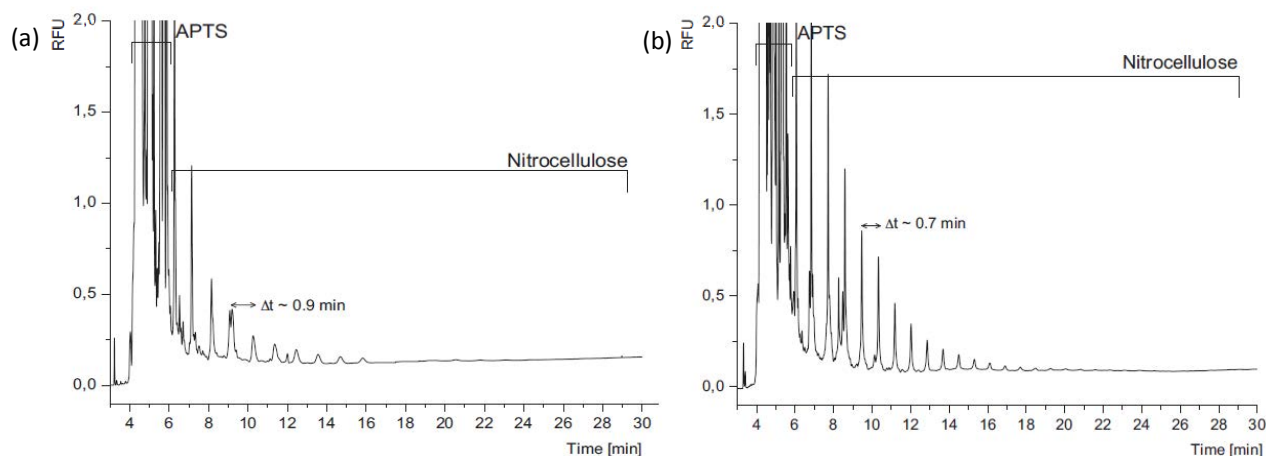 (a)
RFU
2,0
1,5
1,0
0,5
0,0
APTS
Nitrocellulose
Δt ~ 0.9 min
4 6 8 10 12 14 16 18 20 22 24 26 28 30
Time [min]
(b)
RFU
2,0
1,5
1,0
0,5
0,0
APTS
Nitrocellulose
Δt ~ 0.7 min
4 6 8 10 12 14 16 18 20 22 24 26 28 30
Time [min]